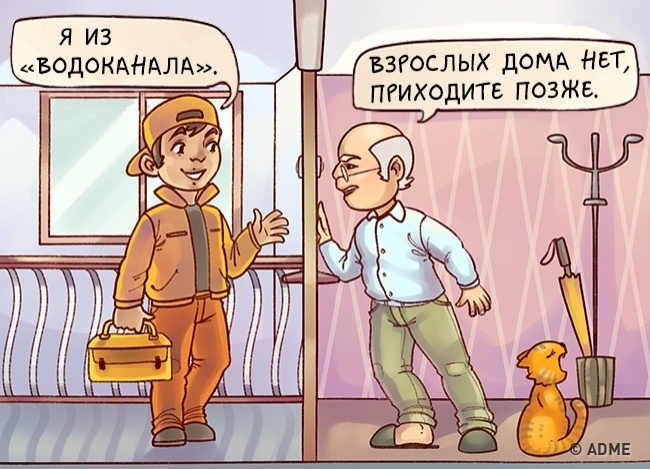 Я ИЗ
«ВОДОКАНАЛА».
ВЗРОСЛЫХ ДОМА НЕТ,
ПРИХОДИТЕ ПОЗЖЕ.
© ADME